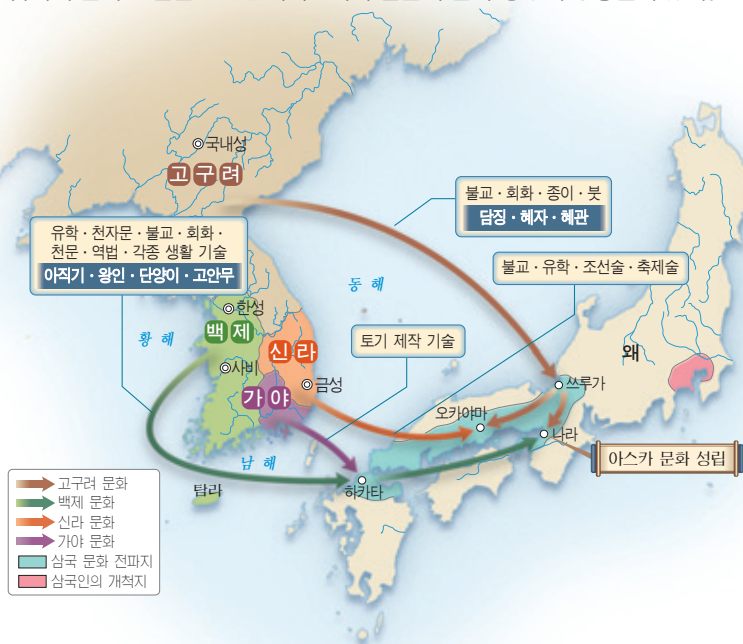 국내성
고구려
불교·회화·종이·붓
담징·혜자·혜관
유학·천자문·불교·회화·
천문·역법·각종 생활 기술
아직기·왕인·단양이·고안무
불교·유학·조선술·축제술
동해
한성
황해
백제
신라
토기 제작 기술
왜
사비
금성
가야
쓰루가
오카야마
나라
아스카 문화 성립
남해
탐라
하카타
고구려 문화
백제 문화
신라 문화
가야 문화
삼국 문화 전파지
삼국인의 개척지